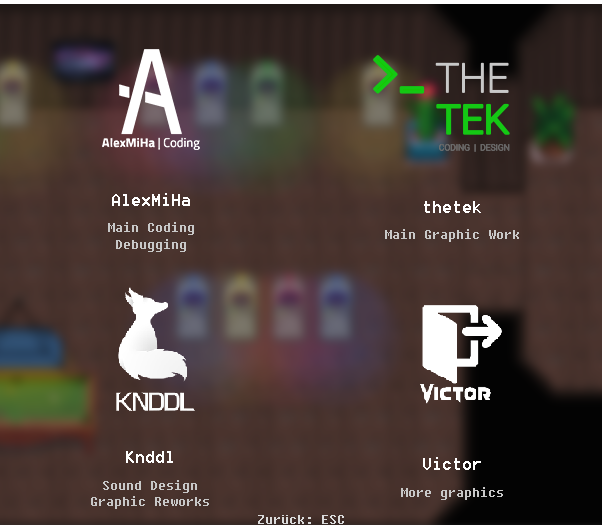 AlexMiHa | Coding
THE
TEK
CODING | DESIGN
AlexMiHa
thetek
Main Coding
Debugging
Main Graphic Work
KNDDL
VICTOR
Knddl
Victor
Sound Design
Graphic Reworks
More graphics
Zurück: ESC